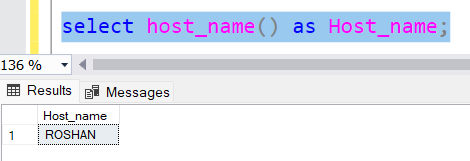 select host_name() as Host_name;
136 %
Results Messages
Host_name
1 ROSHAN